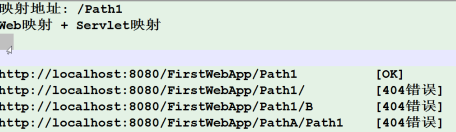 映射地址: /Path1
Web映射 + Servlet映射
http://localhost:8080/FirstWebApp/Path1 [OK]
http://localhost:8080/FirstWebApp/Path1/ [404错误]
http://localhost:8080/FirstWebApp/Path1/B [404错误]
http://localhost:8080/FirstWebApp/PathA/Path1 [404错误]